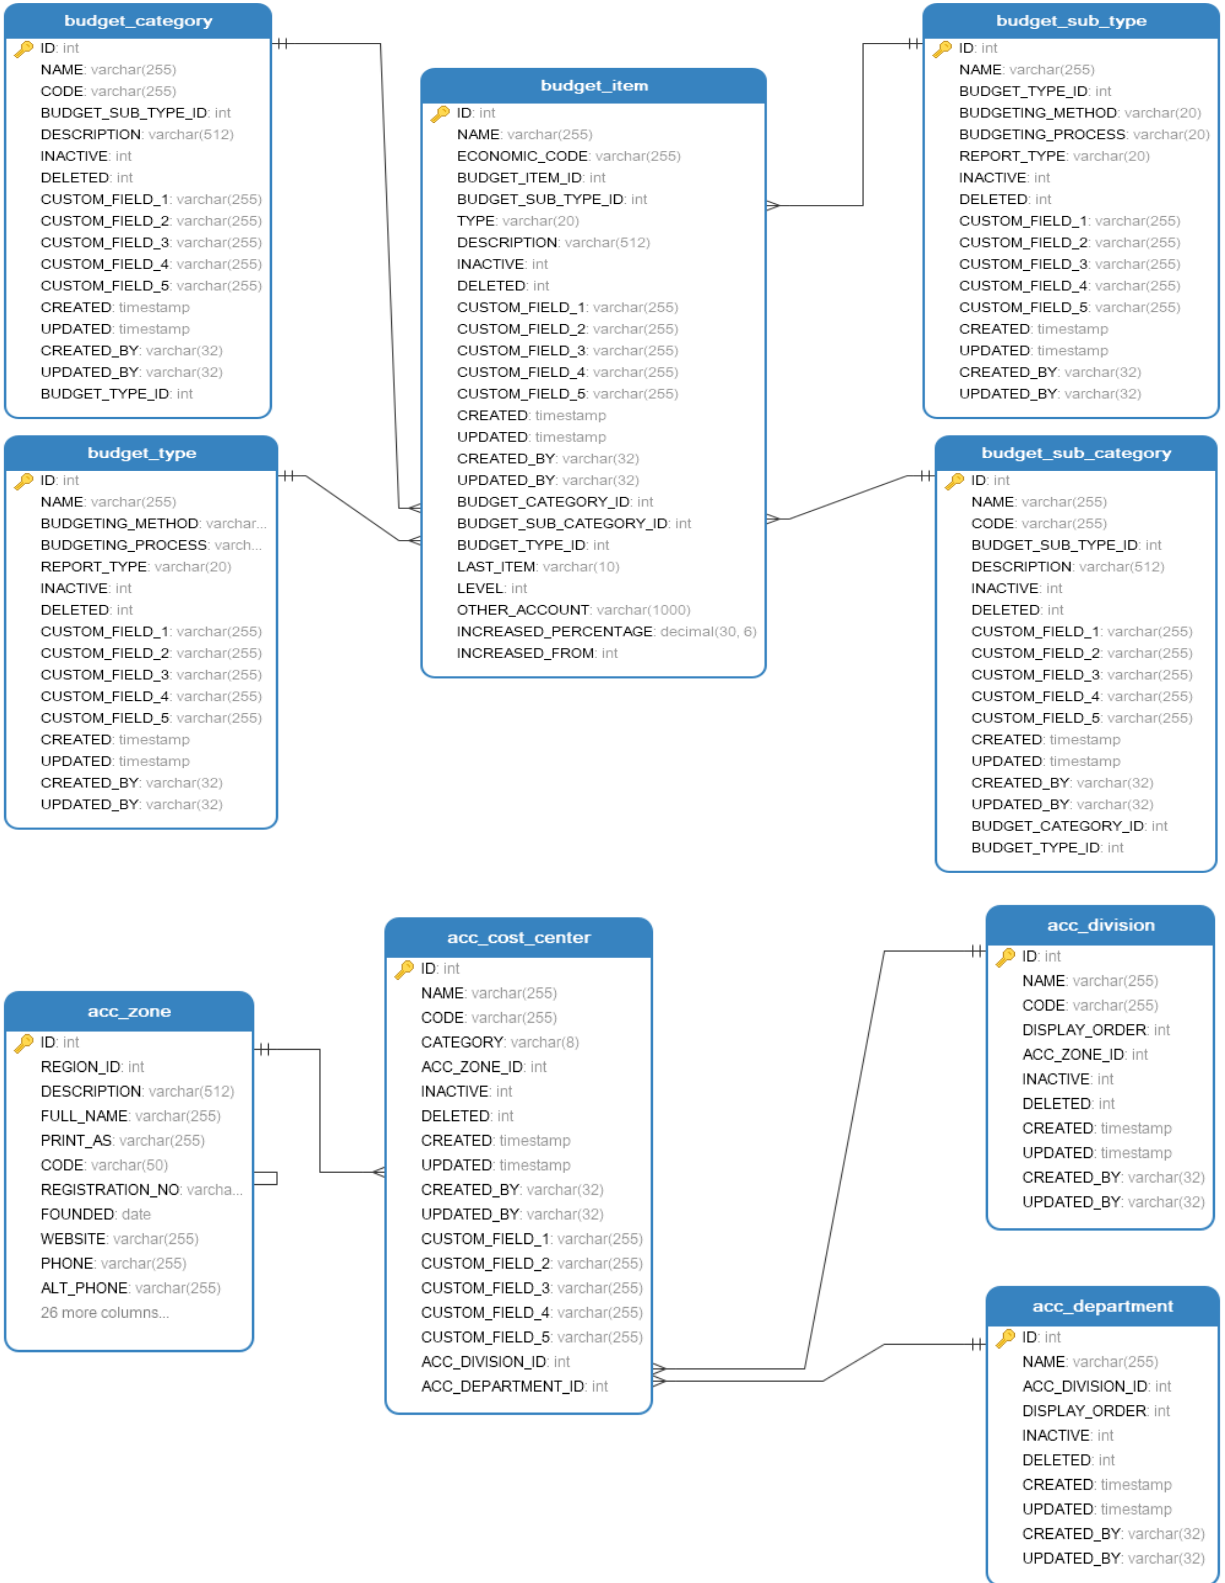 budget_category
ID: int
NAME: varchar(255)
CODE: varchar(255)
BUDGET_SUB_TYPE_ID: int
DESCRIPTION: varchar(512)
INACTIVE: int
DELETED: int
CUSTOM_FIELD_1: varchar(255)
CUSTOM_FIELD_2: varchar(255)
CUSTOM_FIELD_3: varchar(255)
CUSTOM_FIELD_4: varchar(255)
CUSTOM_FIELD_5: varchar(255)
CREATED: timestamp
UPDATED: timestamp
CREATED_BY: varchar(32)
UPDATED_BY: varchar(32)
BUDGET_TYPE_ID: int
budget_item
ID: int
NAME: varchar(255)
ECONOMIC_CODE: varchar(255)
BUDGET_ITEM_ID: int
BUDGET_SUB_TYPE_ID: int
TYPE: varchar(20)
DESCRIPTION: varchar(512)
INACTIVE: int
DELETED: int
CUSTOM_FIELD_1: varchar(255)
CUSTOM_FIELD_2: varchar(255)
CUSTOM_FIELD_3: varchar(255)
CUSTOM_FIELD_4: varchar(255)
CUSTOM_FIELD_5: varchar(255)
CREATED: timestamp
UPDATED: timestamp
CREATED_BY: varchar(32)
UPDATED_BY: varchar(32)
BUDGET_CATEGORY_ID: int
BUDGET_SUB_CATEGORY_ID: int
BUDGET_TYPE_ID: int
LAST_ITEM: varchar(10)
LEVEL: int
OTHER_ACCOUNT: varchar(1000)
INCREASED_PERCENTAGE: decimal(30, 6)
INCREASED_FROM: int
budget_sub_type
ID: int
NAME: varchar(255)
BUDGET_TYPE_ID: int
BUDGETING_METHOD: varchar(20)
BUDGETING_PROCESS: varchar(20)
REPORT_TYPE: varchar(20)
INACTIVE: int
DELETED: int
CUSTOM_FIELD_1: varchar(255)
CUSTOM_FIELD_2: varchar(255)
CUSTOM_FIELD_3: varchar(255)
CUSTOM_FIELD_4: varchar(255)
CUSTOM_FIELD_5: varchar(255)
CREATED: timestamp
UPDATED: timestamp
CREATED_BY: varchar(32)
UPDATED_BY: varchar(32)
budget_type
ID: int
NAME: varchar(255)
BUDGETING_METHOD: varchar...
BUDGETING_PROCESS: varch...
REPORT_TYPE: varchar(20)
INACTIVE: int
DELETED: int
CUSTOM_FIELD_1: varchar(255)
CUSTOM_FIELD_2: varchar(255)
CUSTOM_FIELD_3: varchar(255)
CUSTOM_FIELD_4: varchar(255)
CUSTOM_FIELD_5: varchar(255)
CREATED: timestamp
UPDATED: timestamp
CREATED_BY: varchar(32)
UPDATED_BY: varchar(32)
budget_sub_category
ID: int
NAME: varchar(255)
CODE: varchar(255)
BUDGET_SUB_TYPE_ID: int
DESCRIPTION: varchar(512)
INACTIVE: int
DELETED: int
CUSTOM_FIELD_1: varchar(255)
CUSTOM_FIELD_2: varchar(255)
CUSTOM_FIELD_3: varchar(255)
CUSTOM_FIELD_4: varchar(255)
CUSTOM_FIELD_5: varchar(255)
CREATED: timestamp
UPDATED: timestamp
CREATED_BY: varchar(32)
UPDATED_BY: varchar(32)
BUDGET_CATEGORY_ID: int
BUDGET_TYPE_ID: int
acc_zone
ID: int
REGION_ID: int
DESCRIPTION: varchar(512)
FULL_NAME: varchar(255)
PRINT_AS: varchar(255)
CODE: varchar(50)
REGISTRATION_NO: varcha...
FOUNDED: date
WEBSITE: varchar(255)
PHONE: varchar(255)
ALT_PHONE: varchar(255)
26 more columns...
acc_cost_center
ID: int
NAME: varchar(255)
CODE: varchar(255)
CATEGORY: varchar(8)
ACC_ZONE_ID: int
INACTIVE: int
DELETED: int
CREATED: timestamp
UPDATED: timestamp
CREATED_BY: varchar(32)
UPDATED_BY: varchar(32)
CUSTOM_FIELD_1: varchar(255)
CUSTOM_FIELD_2: varchar(255)
CUSTOM_FIELD_3: varchar(255)
CUSTOM_FIELD_4: varchar(255)
CUSTOM_FIELD_5: varchar(255)
ACC_DIVISION_ID: int
ACC_DEPARTMENT_ID: int
acc_division
ID: int
NAME: varchar(255)
CODE: varchar(255)
DISPLAY_ORDER: int
ACC_ZONE_ID: int
INACTIVE: int
DELETED: int
CREATED: timestamp
UPDATED: timestamp
CREATED_BY: varchar(32)
UPDATED_BY: varchar(32)
acc_department
ID: int
NAME: varchar(255)
ACC_DIVISION_ID: int
DISPLAY_ORDER: int
INACTIVE: int
DELETED: int
CREATED: timestamp
UPDATED: timestamp
CREATED_BY: varchar(32)
UPDATED_BY: varchar(32)